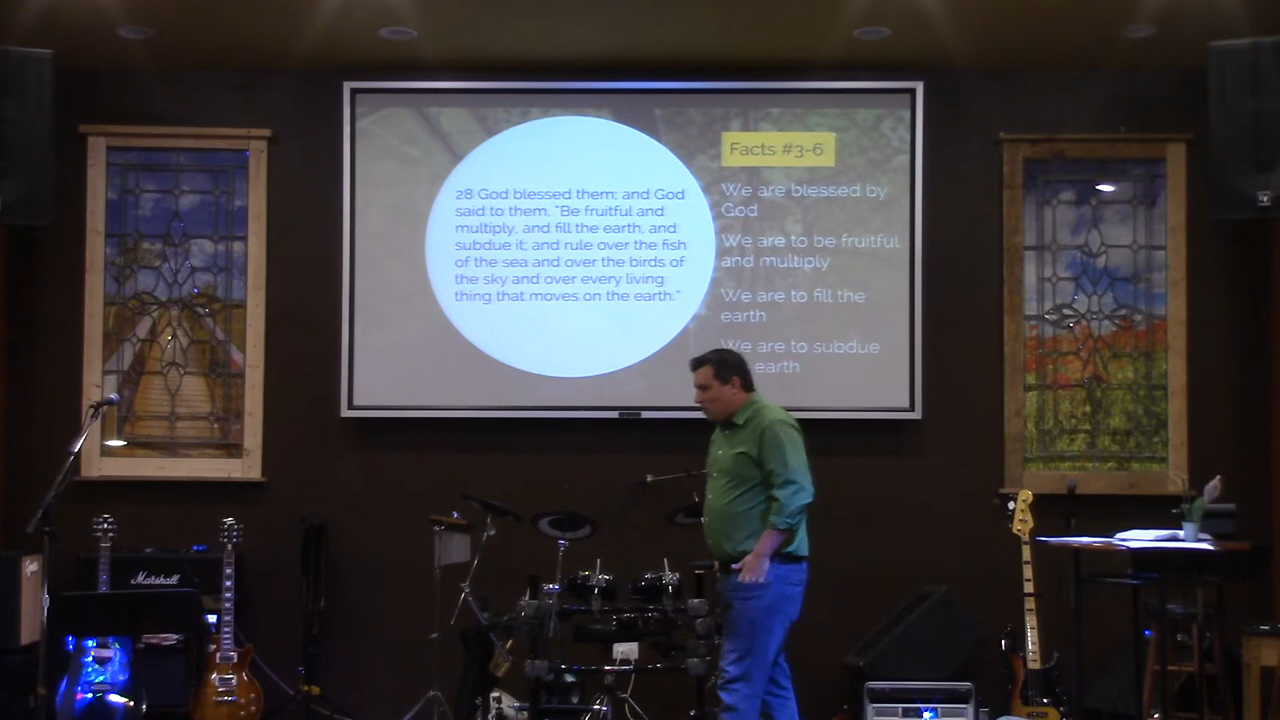 28 God blessed them; and God
said to them, "Be fruitful and
multiply, and fill the earth, and
subdue it; and rule over the fish
of the sea and over the birds of
the sky and over every living
thing that moves on the earth."
Facts #3-6
We are blessed by
God
We are to be fruitful
and multiply
We are to fill the
earth
We are to subdue
earth
Marshall